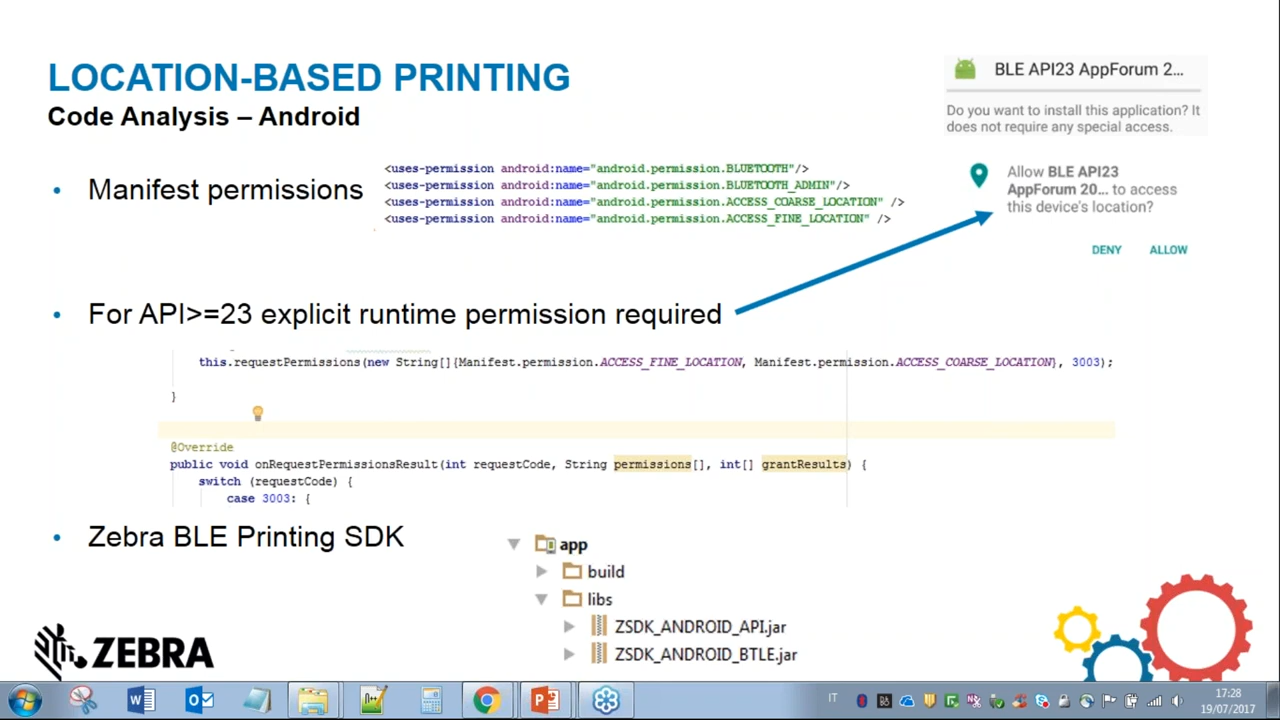 LOCATION-BASED PRINTING
Code Analysis – Android
BLE API23 AppForum 2...
Do you want to install this application? It
does not require any special access.
• Manifest permissions
<uses-permission android:name="android.permission.BLUETOOTH"/>
<uses-permission android:name="android.permission.BLUETOOTH_ADMIN"/>
<uses-permission android:name="android.permission.ACCESS_COARSE_LOCATION" />
<uses-permission android:name="android.permission.ACCESS_FINE_LOCATION" />
Allow BLE API23
AppForum 20... to access
this device's location?
DENY ALLOW
• For API>=23 explicit runtime permission required
this.requestPermissions(new String[]{Manifest.permission.ACCESS_FINE_LOCATION, Manifest.permission.ACCESS_COARSE_LOCATION}, 3003);
}
@Override
public void onRequestPermissionsResult(int requestCode, String permissions[], int[] grantResults) {
switch (requestCode) {
case 3003: {
• Zebra BLE Printing SDK
app
build
libs
ZSDK_ANDROID_API.jar
ZSDK_ANDROID_BTLE.jar
ZEBRA
IT
17:28
19/07/2017